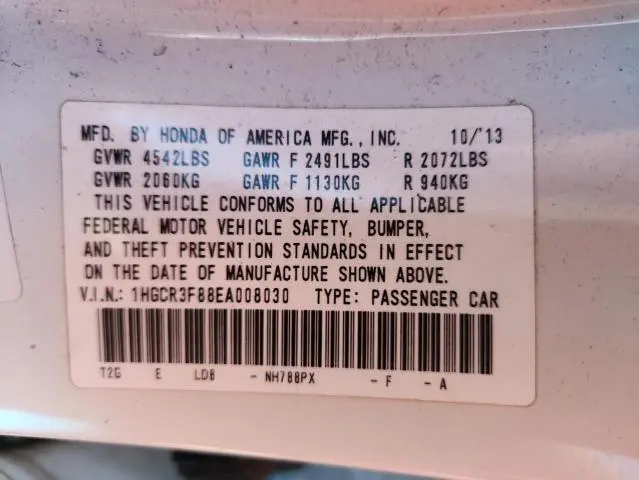 MFD. BY HONDA OF AMERICA MFG., INC. 10/'13
GVWR 4542LBS GAWR F 2491LBS R 2072LBS
GVWR 2060KG GAWR F 1130KG R 940KG
THIS VEHICLE CONFORMS TO ALL APPLICABLE
FEDERAL MOTOR VEHICLE SAFETY, BUMPER,
AND THEFT PREVENTION STANDARDS IN EFFECT
ON THE DATE OF MANUFACTURE SHOWN ABOVE.
V.I.N.: 1HGCR3F88EA008030 TYPE: PASSENGER CAR
T2G E LD8 - NH788PX - F - A